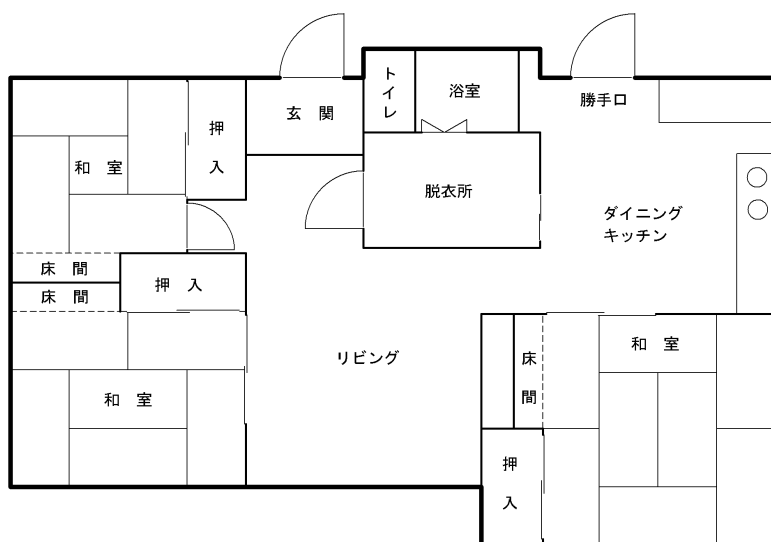 トイレ
浴室
勝手口
玄関
押入
和室
脱衣所
ダイニング
キッチン
床間
床間
押入
リビング
和室
床間
和室
押入